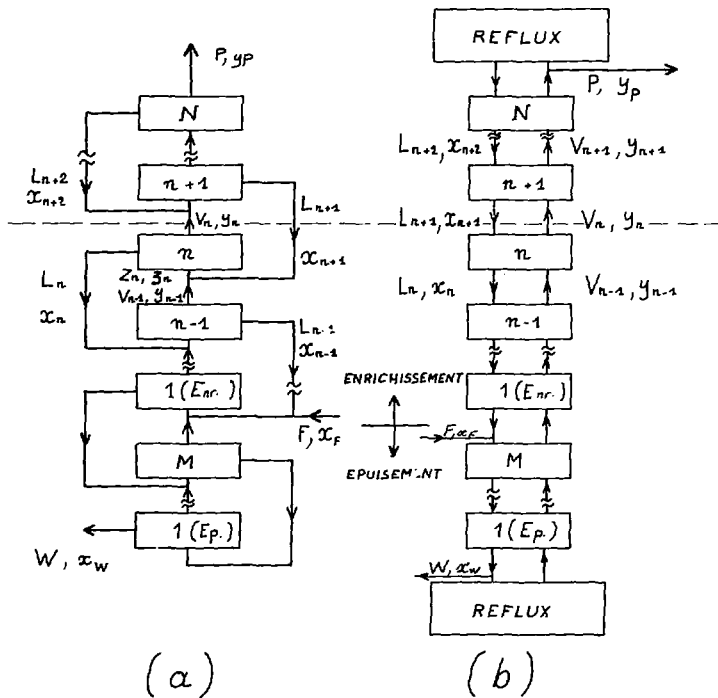 P, yP
N
Ln+2
xn+2
n+1
Ln+1
Vn, yn
xn+1
n
Ln
xn
Zn, zn
Vn-1, yn-1
n-1
Ln-1
xn-1
1 (Enr.)
F, xF
M
1 (Ep.)
W, xW
(a)
REFLUX
P, yp
N
Ln+2, xn+2
Vn+1, yn+1
n+1
Ln+1, xn+1
Vn, yn
n
Ln, xn
Vn-1, yn-1
n-1
ENRICHISSEMENT
1 (Enr.)
F, xF
M
EPUISEMENT
1 (Ep.)
W, xW
REFLUX
(b)